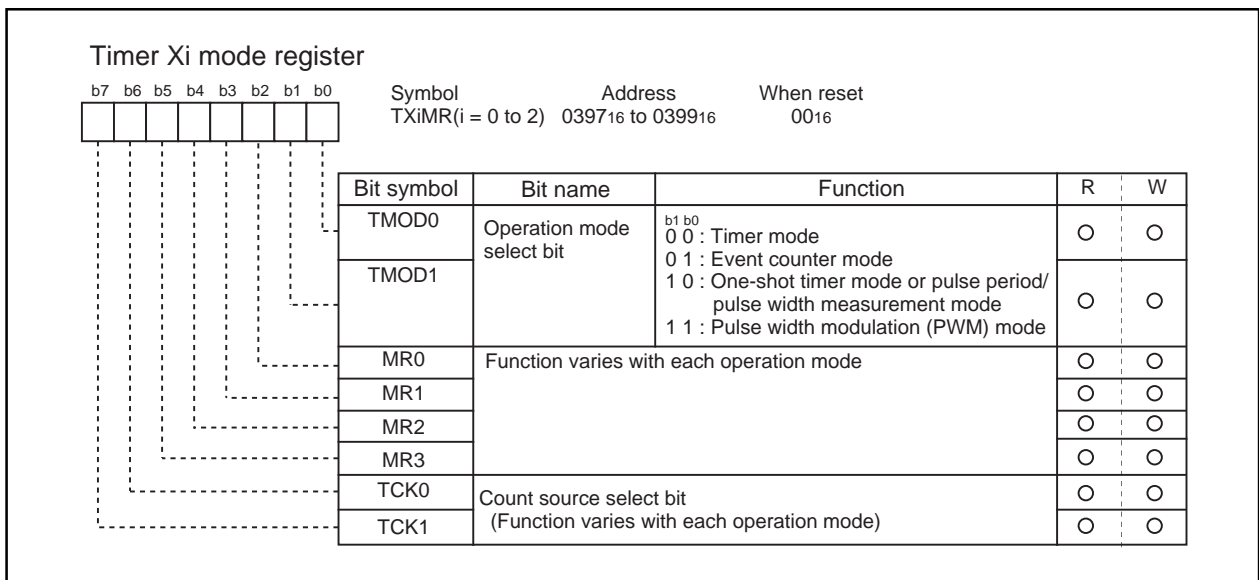 Timer Xi mode register
b7 b6 b5 b4 b3 b2 b1 b0
Symbol Address When reset
TXiMR(i = 0 to 2) 039716 to 039916 0016
Bit symbol Bit name Function R W
TMOD0
TMOD1
Operation mode
select bit
b1 b0
0 0 : Timer mode
0 1 : Event counter mode
1 0 : One-shot timer mode or pulse period/
pulse width measurement mode
1 1 : Pulse width modulation (PWM) mode
MR0
MR1
MR2
MR3
Function varies with each operation mode
TCK0
TCK1
Count source select bit
(Function varies with each operation mode)